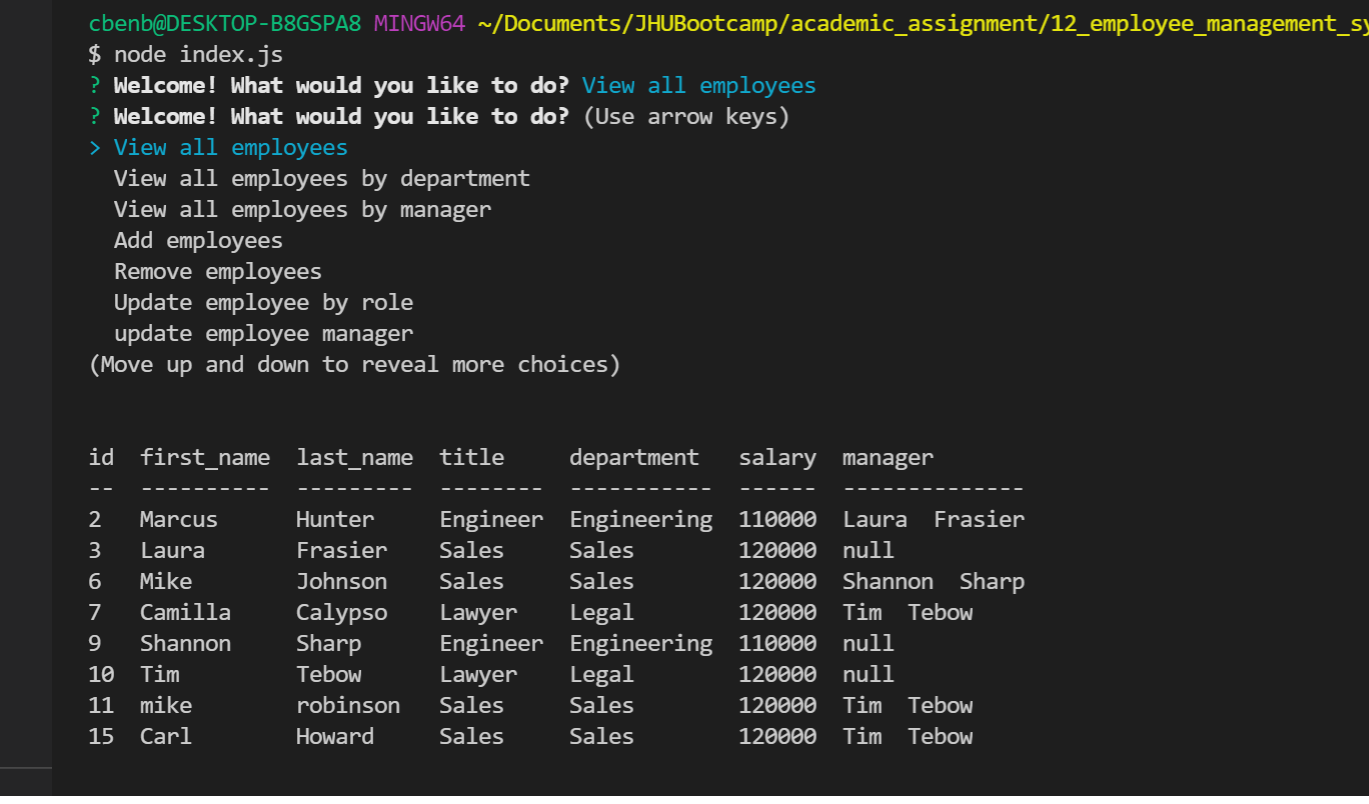 cbenb@DESKTOP-B8GSPA8 MINGW64 ~/Documents/JHUBootcamp/academic_assignment/12_employee_management_sy
$ node index.js
? Welcome! What would you like to do? View all employees
? Welcome! What would you like to do? (Use arrow keys)
> View all employees
  View all employees by department
  View all employees by manager
  Add employees
  Remove employees
  Update employee by role
  update employee manager
(Move up and down to reveal more choices)
id  first_name  last_name  title     department   salary  manager
--  ----------  ---------  --------  -----------  ------  --------------
2   Marcus      Hunter     Engineer  Engineering  110000  Laura  Frasier
3   Laura       Frasier    Sales     Sales        120000  null
6   Mike        Johnson    Sales     Sales        120000  Shannon  Sharp
7   Camilla     Calypso    Lawyer    Legal        120000  Tim  Tebow
9   Shannon     Sharp      Engineer  Engineering  110000  null
10  Tim         Tebow      Lawyer    Legal        120000  null
11  mike        robinson   Sales     Sales        120000  Tim  Tebow
15  Carl        Howard     Sales     Sales        120000  Tim  Tebow